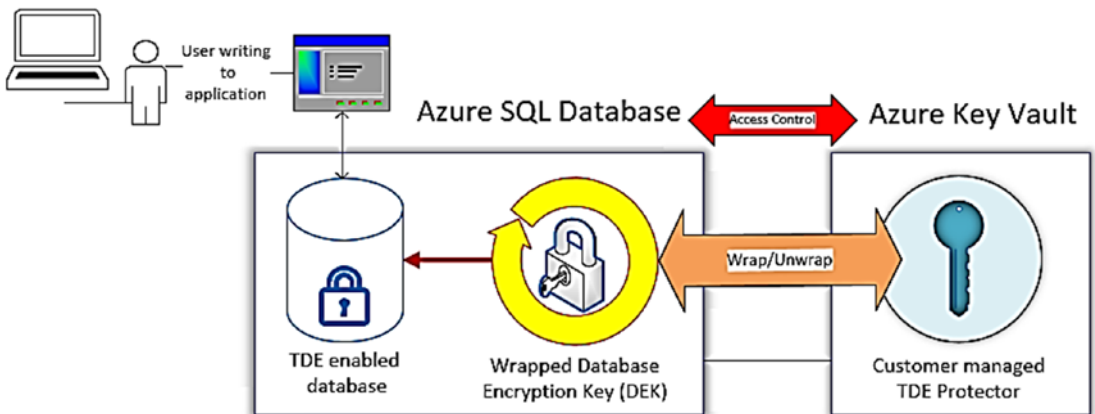 User writing
to
application
Azure SQL Database
Access Control
Azure Key Vault
Wrap/Unwrap
TDE enabled
database
Wrapped Database
Encryption Key (DEK)
Customer managed
TDE Protector